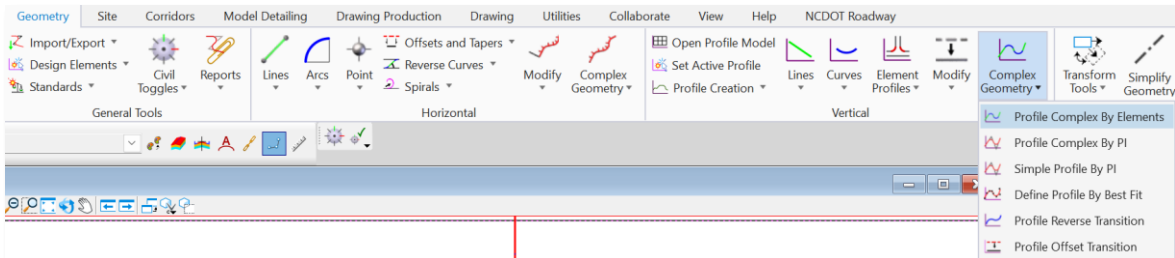 Geometry Site Corridors Model Detailing Drawing Production Drawing Utilities Collaborate View Help NCDOT Roadway
Import/Export
Design Elements
Standards
Civil Toggles
Reports
General Tools
Lines
Arcs
Point
Offsets and Tapers
Reverse Curves
Spirals
Modify
Complex Geometry
Horizontal
Open Profile Model
Set Active Profile
Profile Creation
Lines
Curves
Element Profiles
Modify
Complex Geometry
Vertical
Transform Tools
Simplify Geometry
Profile Complex By Elements
Profile Complex By PI
Simple Profile By PI
Define Profile By Best Fit
Profile Reverse Transition
Profile Offset Transition